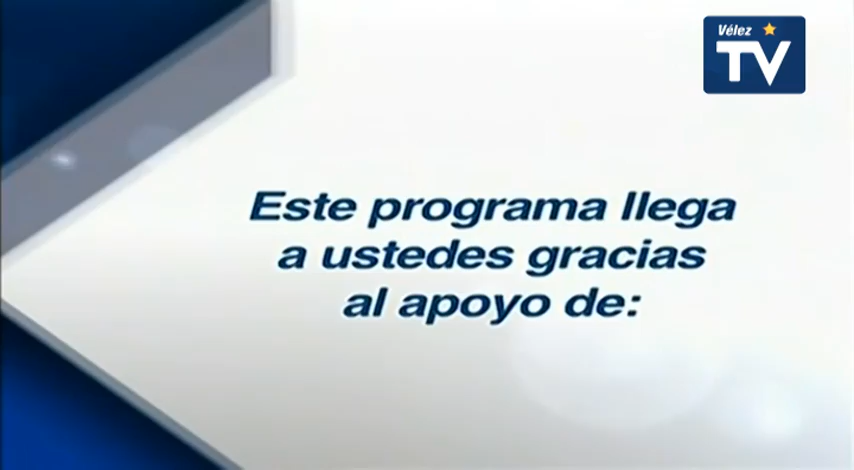 Vélez
TV
Este programa llega
a ustedes gracias
al apoyo de: